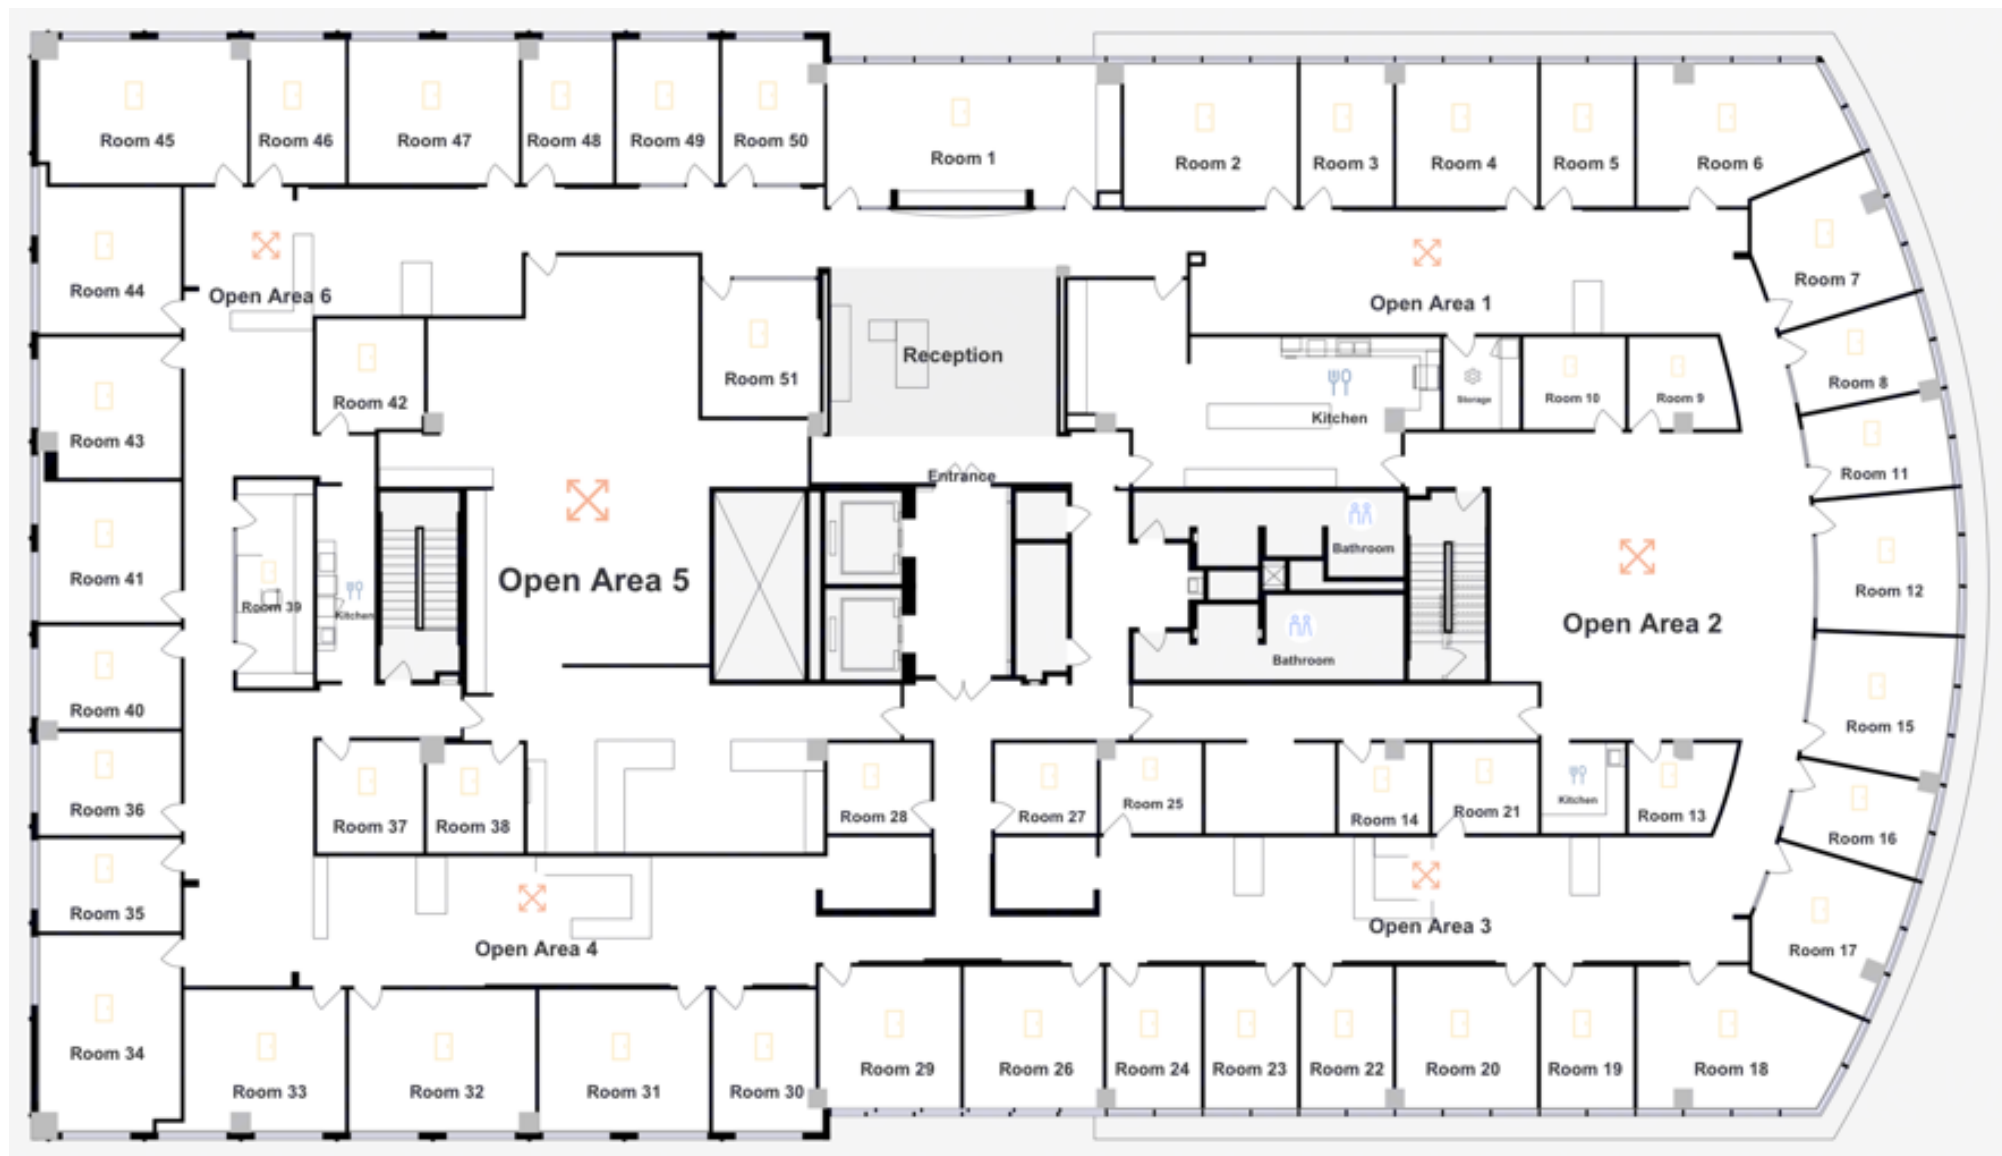 Room 45
Room 46
Room 47
Room 48
Room 49
Room 50
Room 1
Room 2
Room 3
Room 4
Room 5
Room 6
Room 44
Open Area 6
Open Area 1
Room 7
Room 43
Room 42
Room 51
Reception
Kitchen
Storage
Room 10
Room 9
Room 8
Room 11
Entrance
Room 41
Room 39
Kitchen
Open Area 5
Bathroom
Bathroom
Open Area 2
Room 12
Room 40
Room 15
Room 36
Room 37
Room 38
Room 28
Room 27
Room 25
Room 14
Room 21
Kitchen
Room 13
Room 16
Room 35
Open Area 4
Open Area 3
Room 17
Room 34
Room 33
Room 32
Room 31
Room 30
Room 29
Room 26
Room 24
Room 23
Room 22
Room 20
Room 19
Room 18